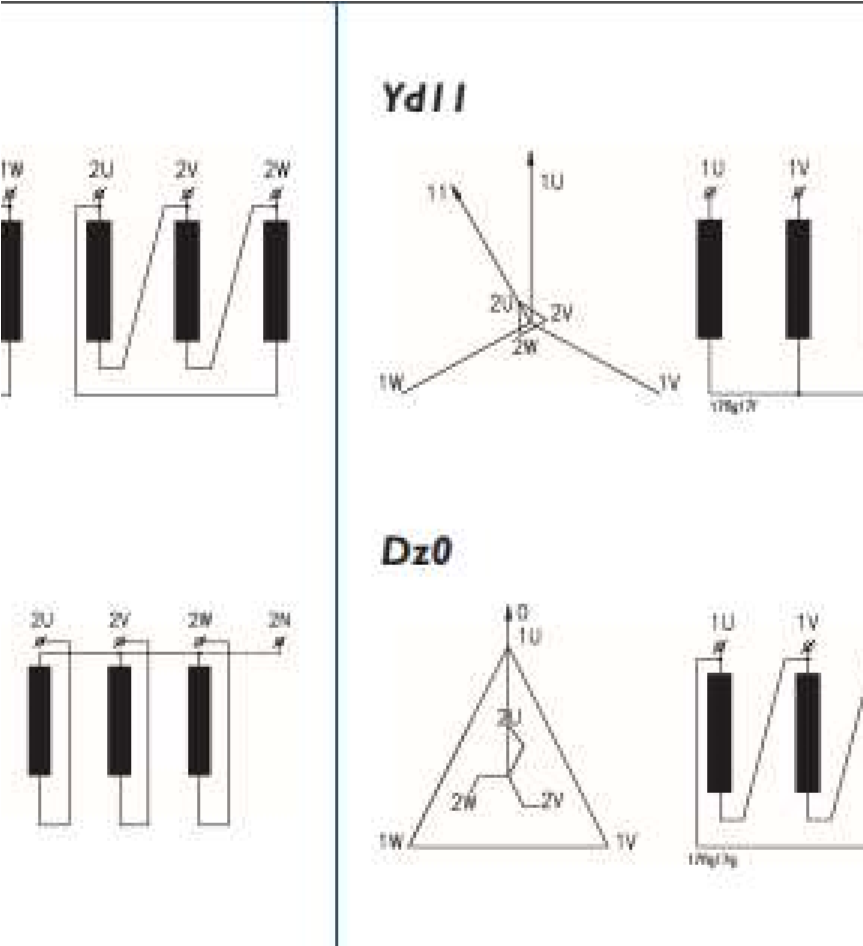 1W 2U 2V 2W
2U 2V 2W 2N
Yd11
11 1U
2U 2V
2W
1W 1V
1U 1V
Dz0
0
1U
2U
2W 2V
1W 1V
1U 1V